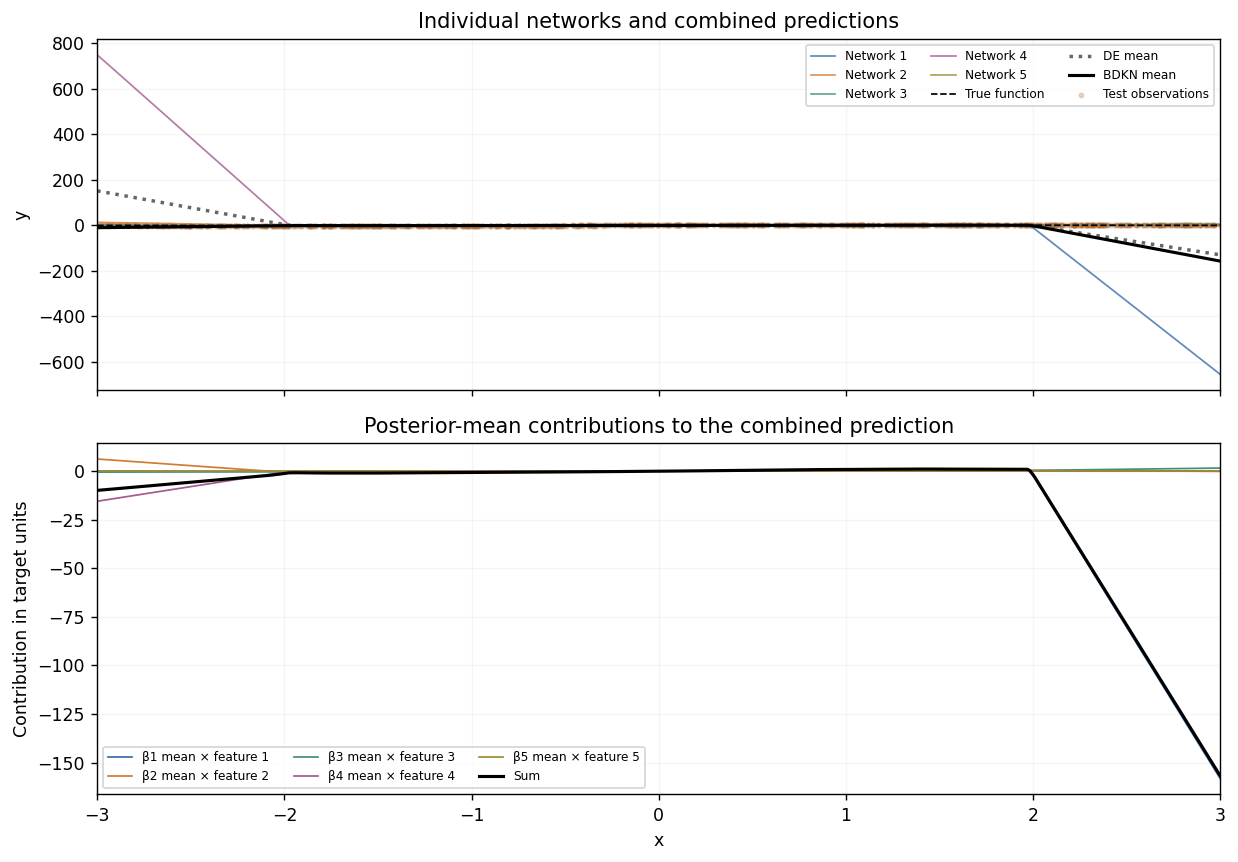 Individual networks and combined predictions
800
600
400
200
0
−200
−400
−600
y
Network 1
Network 2
Network 3
Network 4
Network 5
True function
DE mean
BDKN mean
Test observations
Posterior-mean contributions to the combined prediction
0
−25
−50
−75
−100
−125
−150
Contribution in target units
β1 mean × feature 1
β2 mean × feature 2
β3 mean × feature 3
β4 mean × feature 4
β5 mean × feature 5
Sum
−3
−2
−1
0
1
2
3
x